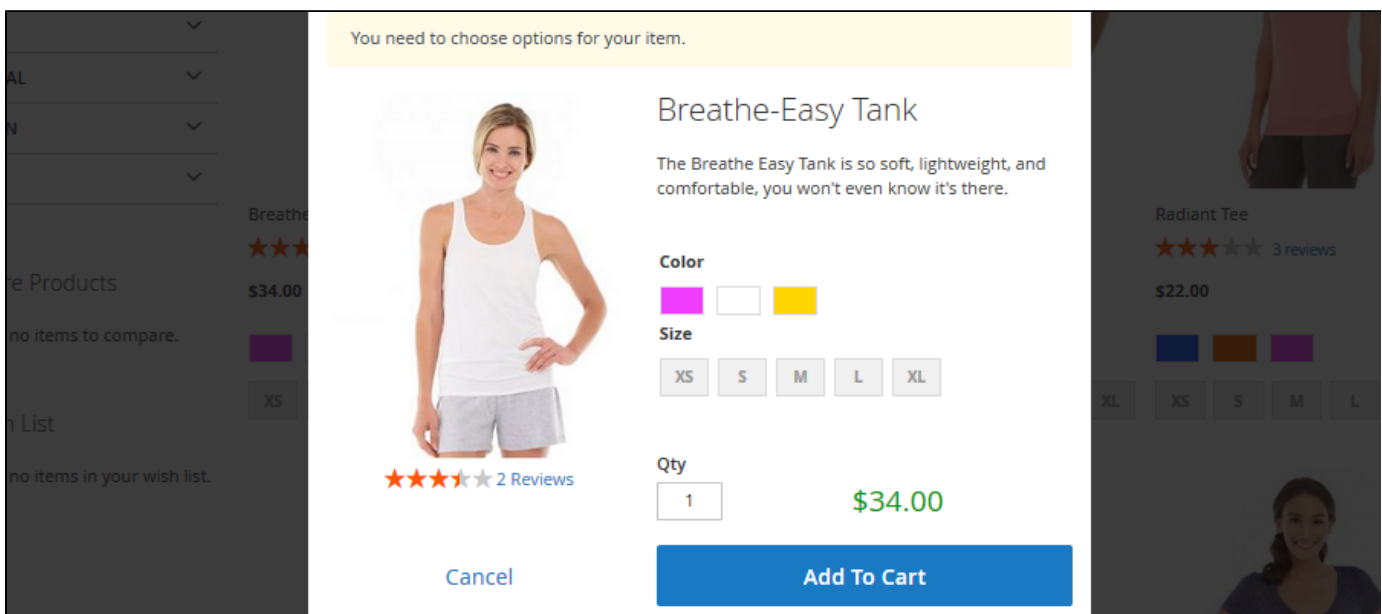 You need to choose options for your item.
AL
N
Breathe-Easy Tank
The Breathe Easy Tank is so soft, lightweight, and
comfortable, you won't even know it's there.
Breathe
Radiant Tee
3 reviews
Color
re Products
$34.00
$22.00
no items to compare.
Size
XS S M L XL
XS
XL
XS S M L
List
no items in your wish list.
Qty
2 Reviews
1
$34.00
Cancel
Add To Cart